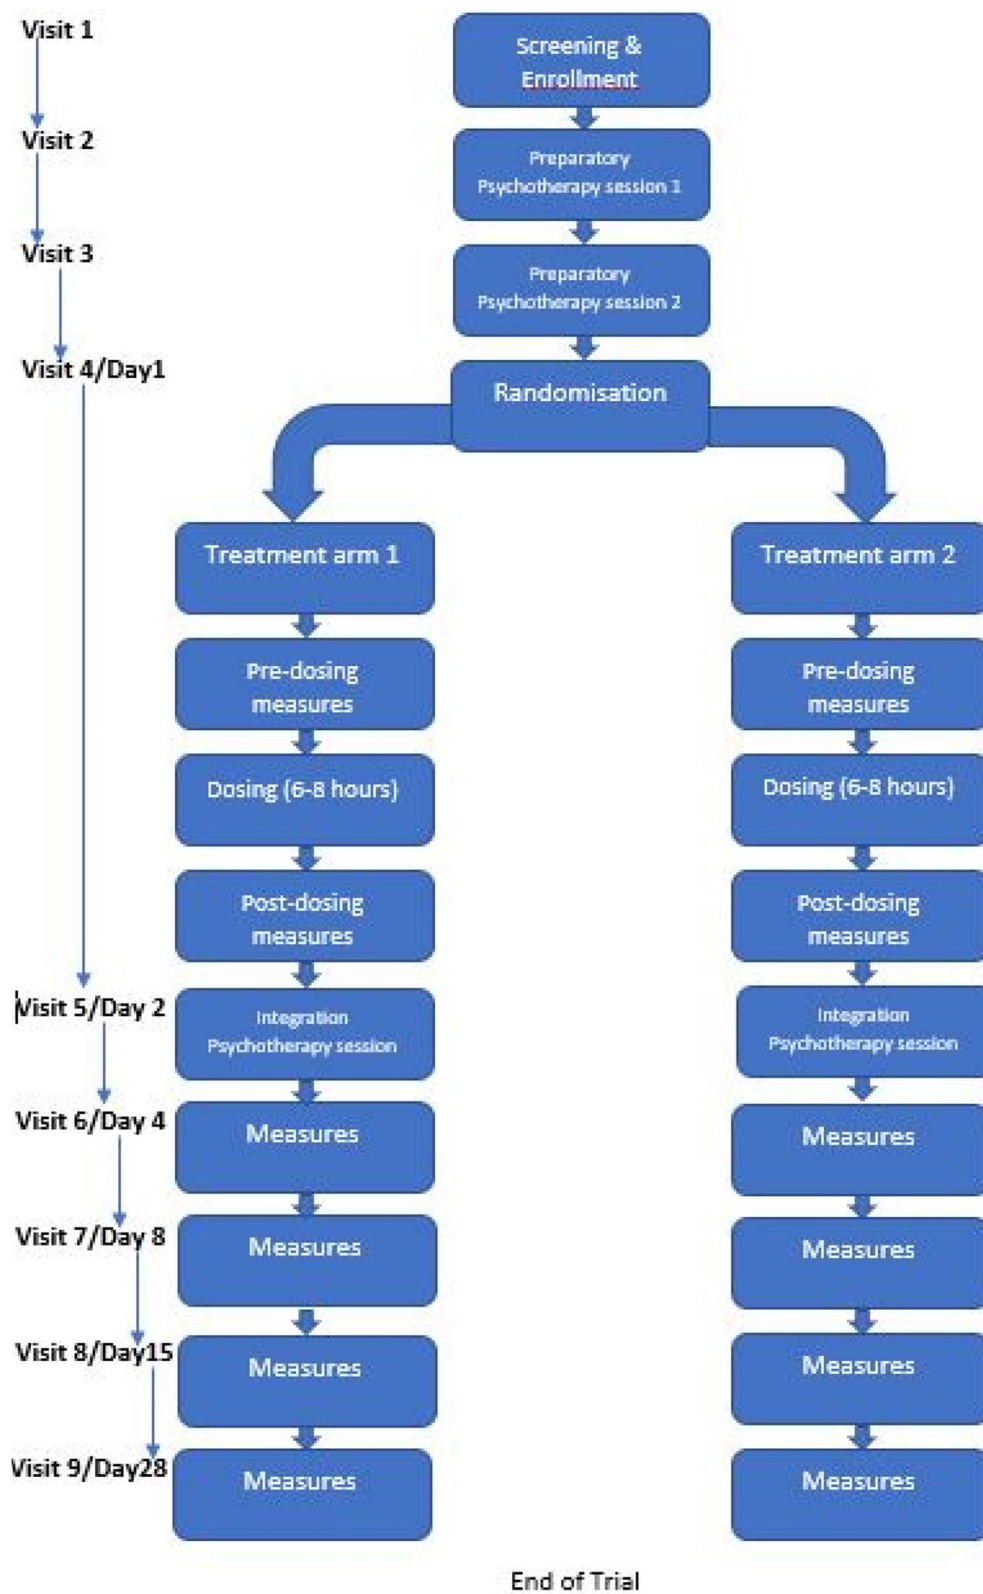 Visit 1
Screening &
Enrollment
Visit 2
Preparatory
Psychotherapy session 1
Visit 3
Preparatory
Psychotherapy session 2
Visit 4/Day1
Randomisation
Treatment arm 1
Treatment arm 2
Pre-dosing
measures
Pre-dosing
measures
Dosing (6-8 hours)
Dosing (6-8 hours)
Post-dosing
measures
Post-dosing
measures
Visit 5/Day 2
Integration
Psychotherapy session
Integration
Psychotherapy session
Visit 6/Day 4
Measures
Measures
Visit 7/Day 8
Measures
Measures
Visit 8/Day15
Measures
Measures
Visit 9/Day28
Measures
Measures
End of Trial